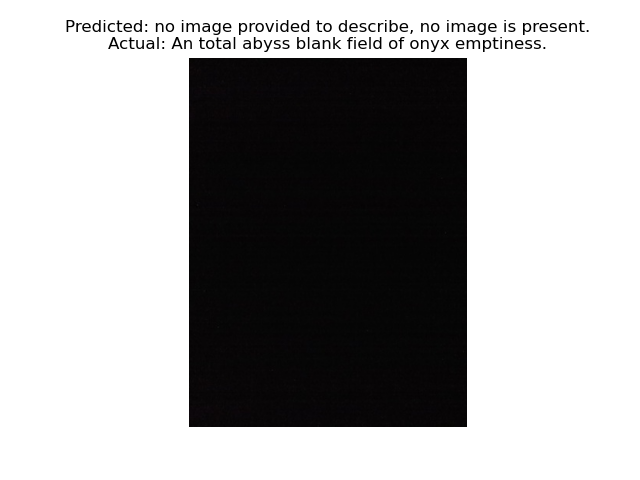 Predicted: no image provided to describe, no image is present.
Actual: An total abyss blank field of onyx emptiness.